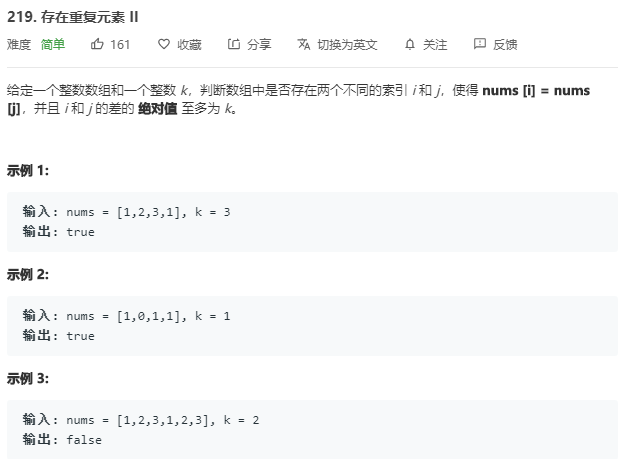 219. 存在重复元素 II
难度 简单 161 收藏 分享 切换为英文 关注 反馈
给定一个整数数组和一个整数 k，判断数组中是否存在两个不同的索引 i 和 j，使得 nums [i] = nums
[j]，并且 i 和 j 的差的 绝对值 至多为 k。
示例 1:
输入: nums = [1,2,3,1], k = 3
输出: true
示例 2:
输入: nums = [1,0,1,1], k = 1
输出: true
示例 3:
输入: nums = [1,2,3,1,2,3], k = 2
输出: false